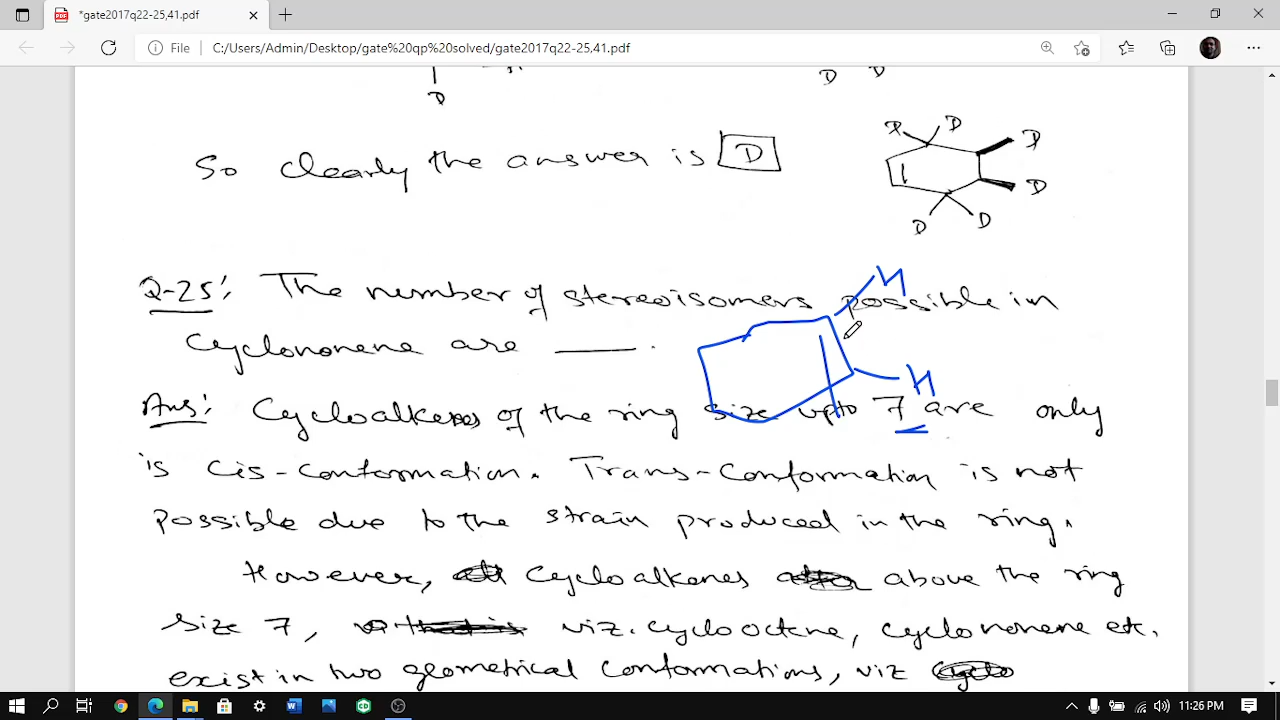 *gate2017q22-25,41.pdf
File C:/Users/Admin/Desktop/gate%20qp%20solved/gate2017q22-25,41.pdf
D
D D
So clearly the answer is D
D D D
D
D D
Q-25: The number of stereoisomers possible in
H
cyclononene are ____.
H
Ans: Cycloalkenes of the ring size upto 7 are only
is cis-conformation. Trans-conformation is not
possible due to the strain produced in the ring.
However, cycloalkenes above the ring
size 7, viz. cyclooctene, cyclononene etc.
exist in two geometrical conformations, viz
11:26 PM